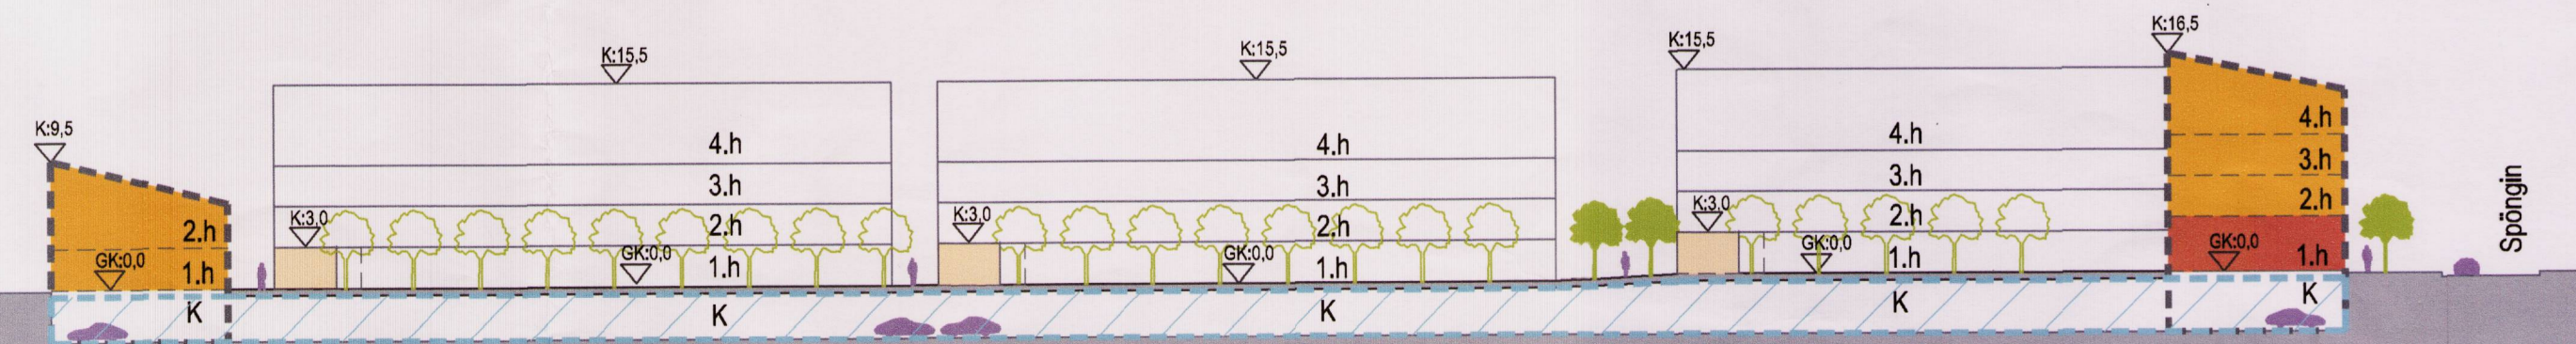 K:9,5
2.h
GK:0,0
1.h
K
K:15,5
4.h
3.h
K:3,0
2.h
GK:0,0
1.h
K
K:15,5
4.h
3.h
K:3,0
2.h
GK:0,0
1.h
K
K:15,5
4.h
3.h
K:3,0
2.h
GK:0,0
1.h
K
K:16,5
4.h
3.h
2.h
GK:0,0
1.h
K
Spöngin